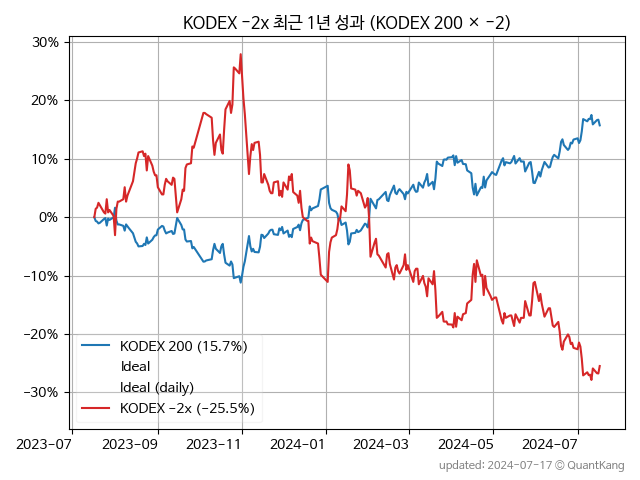 KODEX −2x 최근 1년 성과 (KODEX 200 × −2)
30%
20%
10%
0%
−10%
−20%
−30%
KODEX 200 (15.7%)
Ideal
Ideal (daily)
KODEX −2x (−25.5%)
2023-07 2023-09 2023-11 2024-01 2024-03 2024-05 2024-07
updated: 2024-07-17 © QuantKang